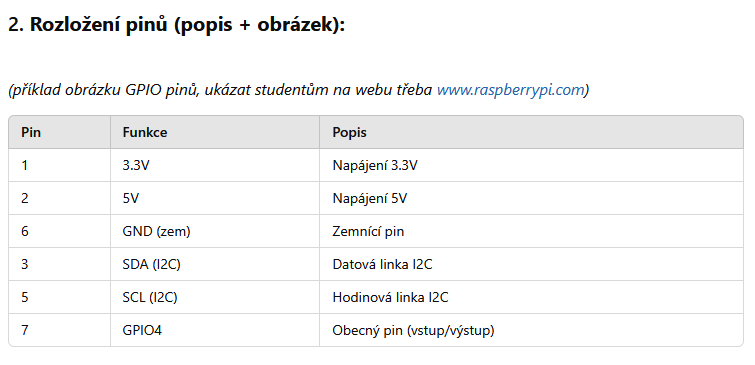 2. Rozložení pinů (popis + obrázek):
(příklad obrázku GPIO pinů, ukázat studentům na webu třeba www.raspberrypi.com)
Pin Funkce Popis
1 3.3V Napájení 3.3V
2 5V Napájení 5V
6 GND (zem) Zemnící pin
3 SDA (I2C) Datová linka I2C
5 SCL (I2C) Hodinová linka I2C
7 GPIO4 Obecný pin (vstup/výstup)